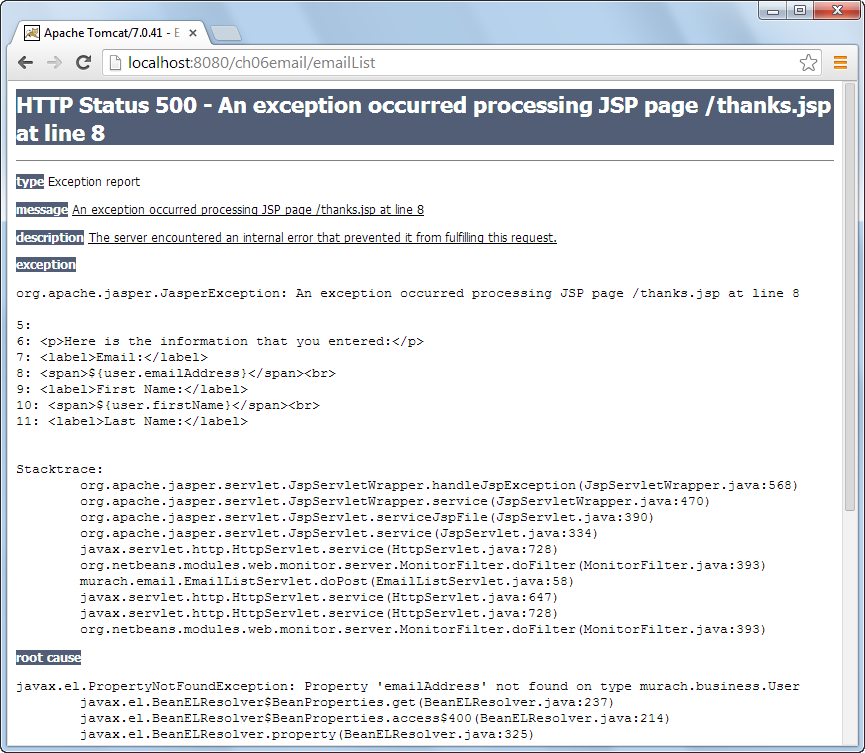 Apache Tomcat/7.0.41 - E
localhost:8080/ch06email/emailList
HTTP Status 500 - An exception occurred processing JSP page /thanks.jsp
at line 8
type Exception report
message An exception occurred processing JSP page /thanks.jsp at line 8
description The server encountered an internal error that prevented it from fulfilling this request.
exception
org.apache.jasper.JasperException: An exception occurred processing JSP page /thanks.jsp at line 8
5:
6: <p>Here is the information that you entered:</p>
7: <label>Email:</label>
8: <span>${user.emailAddress}</span><br>
9: <label>First Name:</label>
10: <span>${user.firstName}</span><br>
11: <label>Last Name:</label>
Stacktrace:
org.apache.jasper.servlet.JspServletWrapper.handleJspException(JspServletWrapper.java:568)
org.apache.jasper.servlet.JspServletWrapper.service(JspServletWrapper.java:470)
org.apache.jasper.servlet.JspServlet.serviceJspFile(JspServlet.java:390)
org.apache.jasper.servlet.JspServlet.service(JspServlet.java:334)
javax.servlet.http.HttpServlet.service(HttpServlet.java:728)
org.netbeans.modules.web.monitor.server.MonitorFilter.doFilter(MonitorFilter.java:393)
murach.email.EmailListServlet.doPost(EmailListServlet.java:58)
javax.servlet.http.HttpServlet.service(HttpServlet.java:647)
javax.servlet.http.HttpServlet.service(HttpServlet.java:728)
org.netbeans.modules.web.monitor.server.MonitorFilter.doFilter(MonitorFilter.java:393)
root cause
javax.el.PropertyNotFoundException: Property 'emailAddress' not found on type murach.business.User
javax.el.BeanELResolver$BeanProperties.get(BeanELResolver.java:237)
javax.el.BeanELResolver$BeanProperties.access$400(BeanELResolver.java:214)
javax.el.BeanELResolver.property(BeanELResolver.java:325)